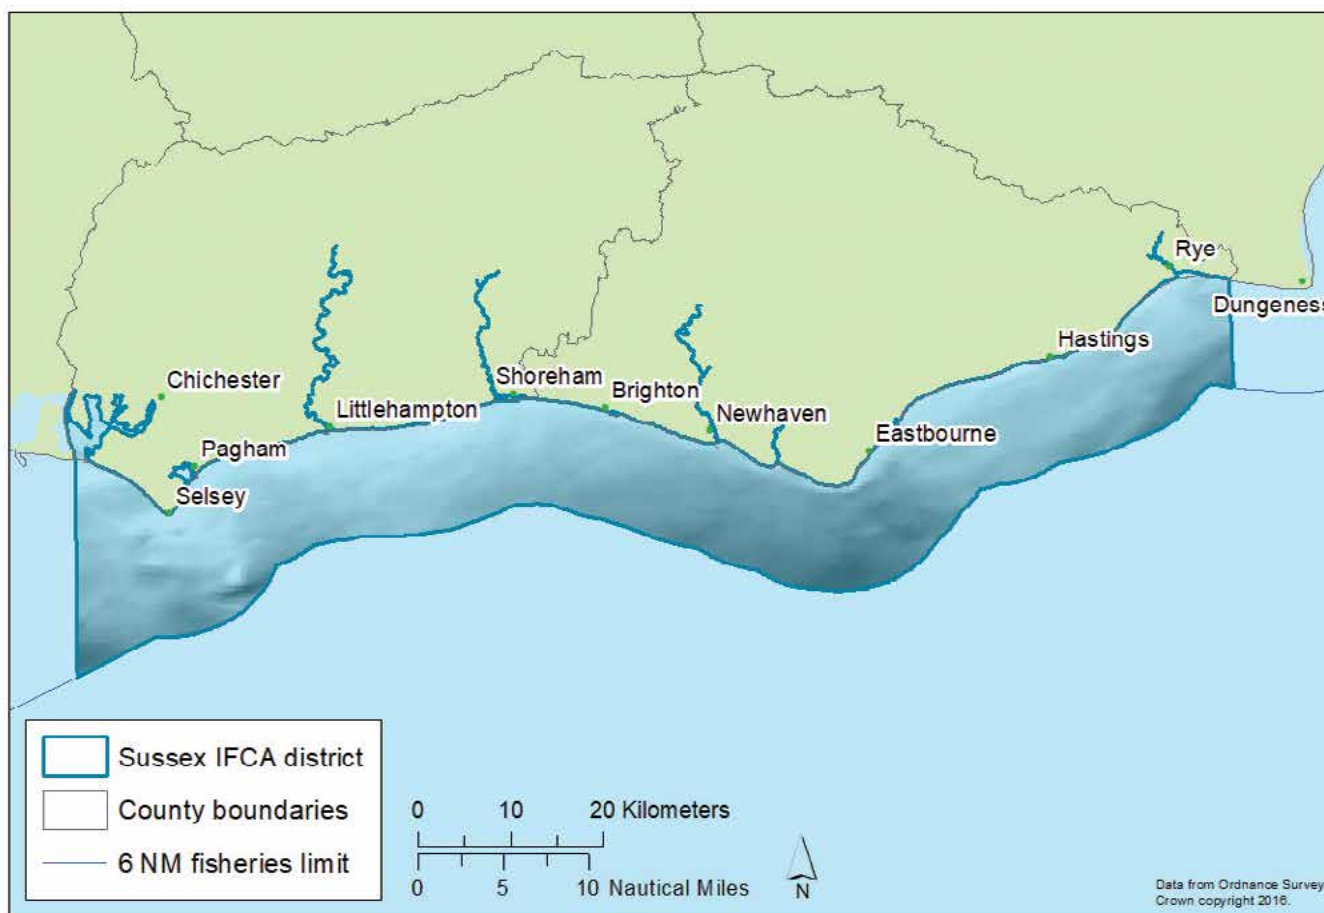 Rye
Dungeness
Hastings
Chichester
Shoreham
Brighton
Littlehampton
Newhaven
Eastbourne
Pagham
Selsey
Sussex IFCA district
County boundaries
6 NM fisheries limit
0 10 20 Kilometers
0 5 10 Nautical Miles
N
Data from Ordnance Survey
Crown copyright 2016.